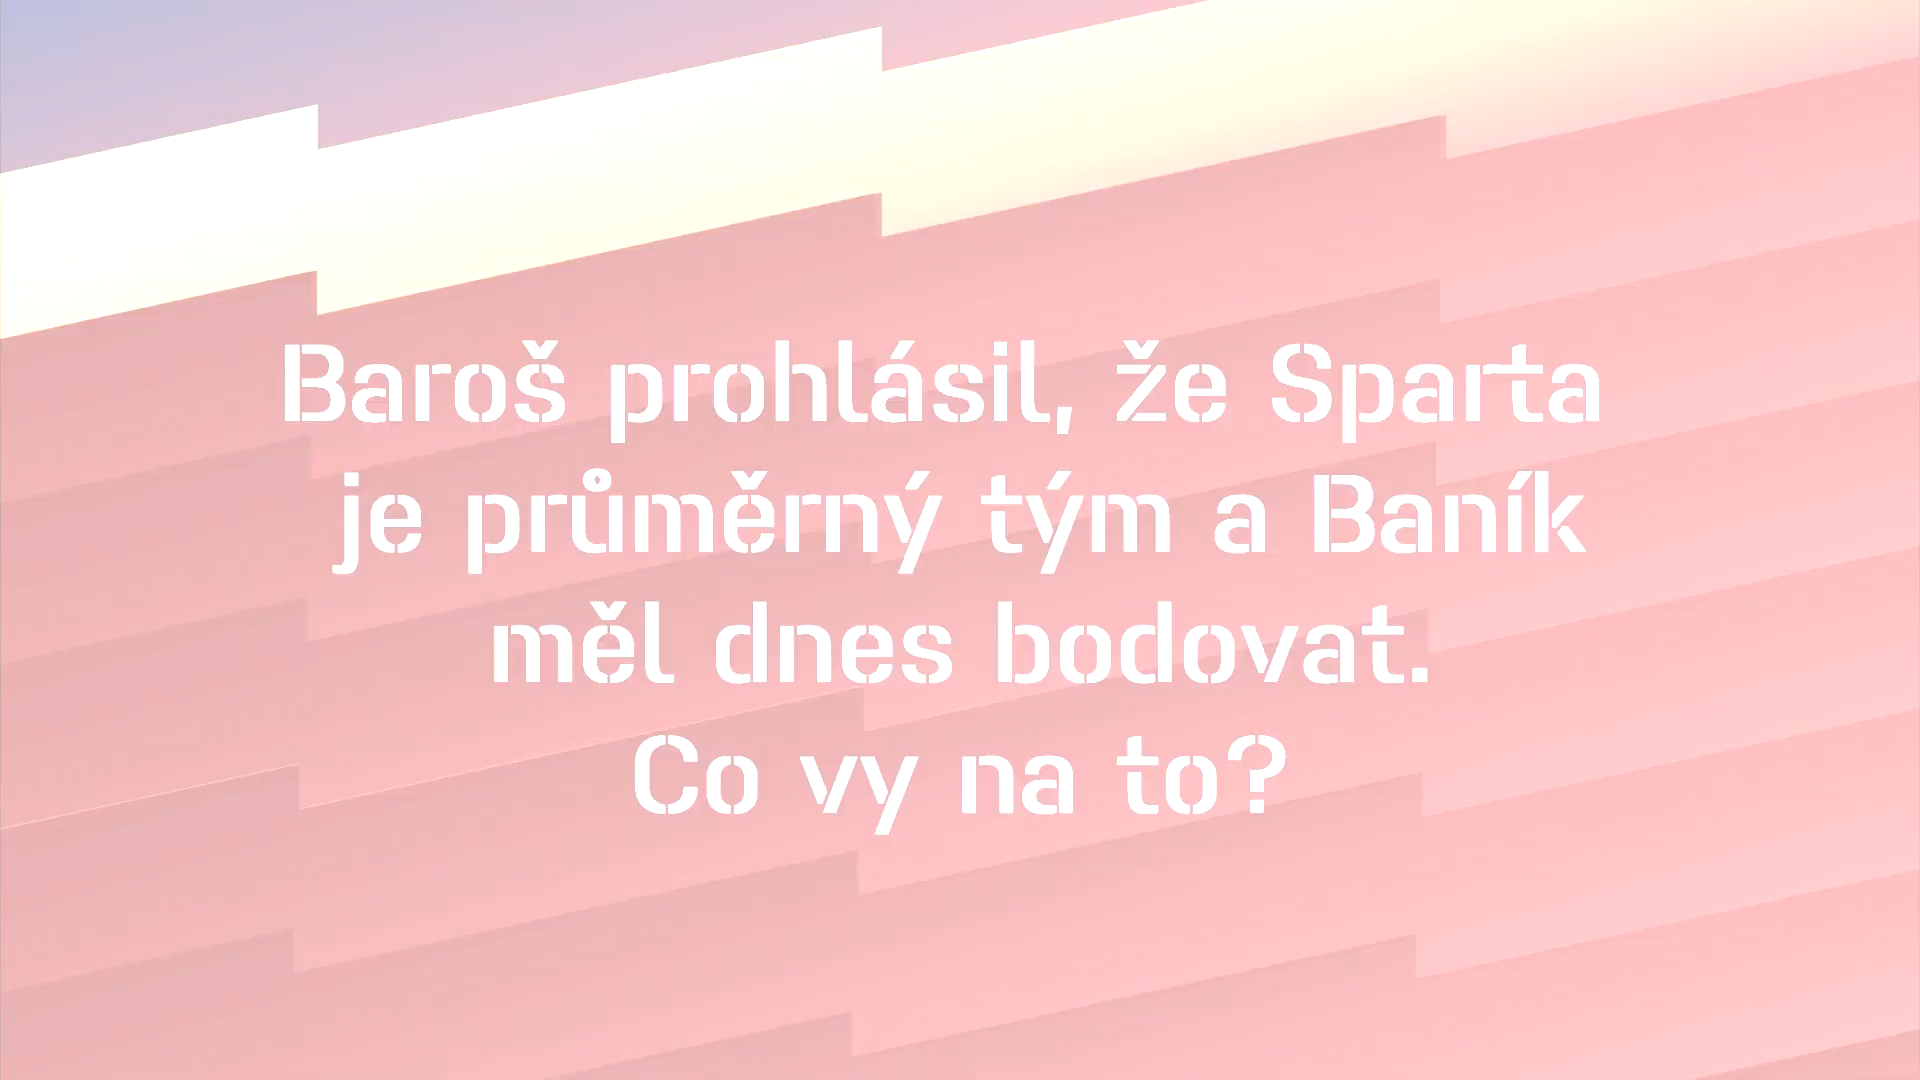 Baroš prohlásil, že Sparta
je průměrný tým a Baník
měl dnes bodovat.
Co vy na to?